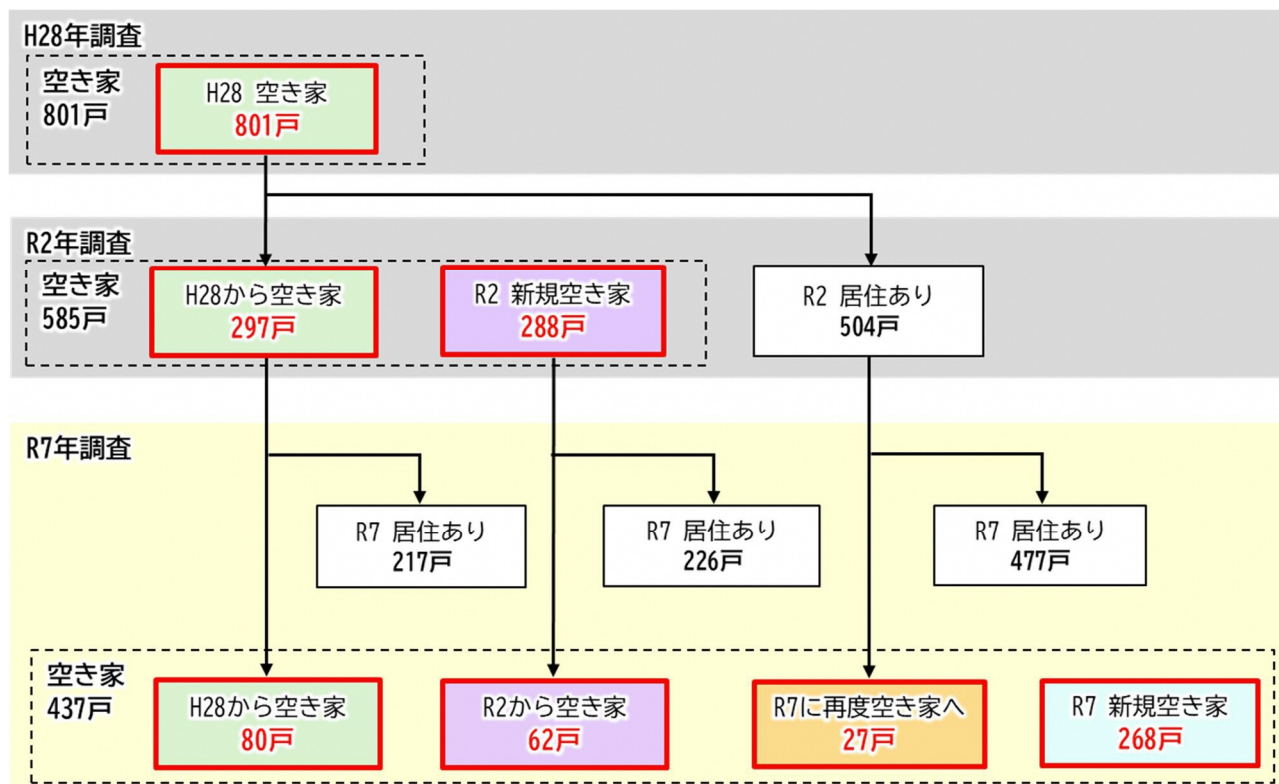 H28年調査
空き家
801戸
H28 空き家
801戸
R2年調査
空き家
585戸
H28から空き家
297戸
R2 新規空き家
288戸
R2 居住あり
504戸
R7年調査
R7 居住あり
217戸
R7 居住あり
226戸
R7 居住あり
477戸
空き家
437戸
H28から空き家
80戸
R2から空き家
62戸
R7に再度空き家へ
27戸
R7 新規空き家
268戸